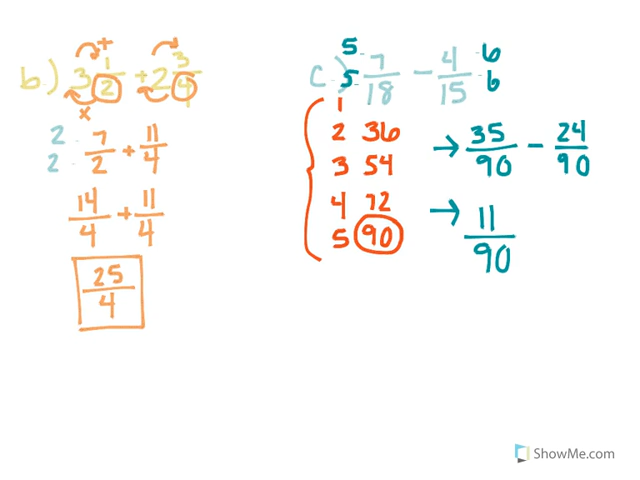 b.) 3 1/2 + 2 3/4
+
x
2/2 · 7/2 + 11/4
14/4 + 11/4
25/4
c.) 5/5 · 7/18 − 4/15 · 6/6
1
2 36
3 54
4 72
5 90
→ 35/90 − 24/90
→ 11/90
ShowMe.com